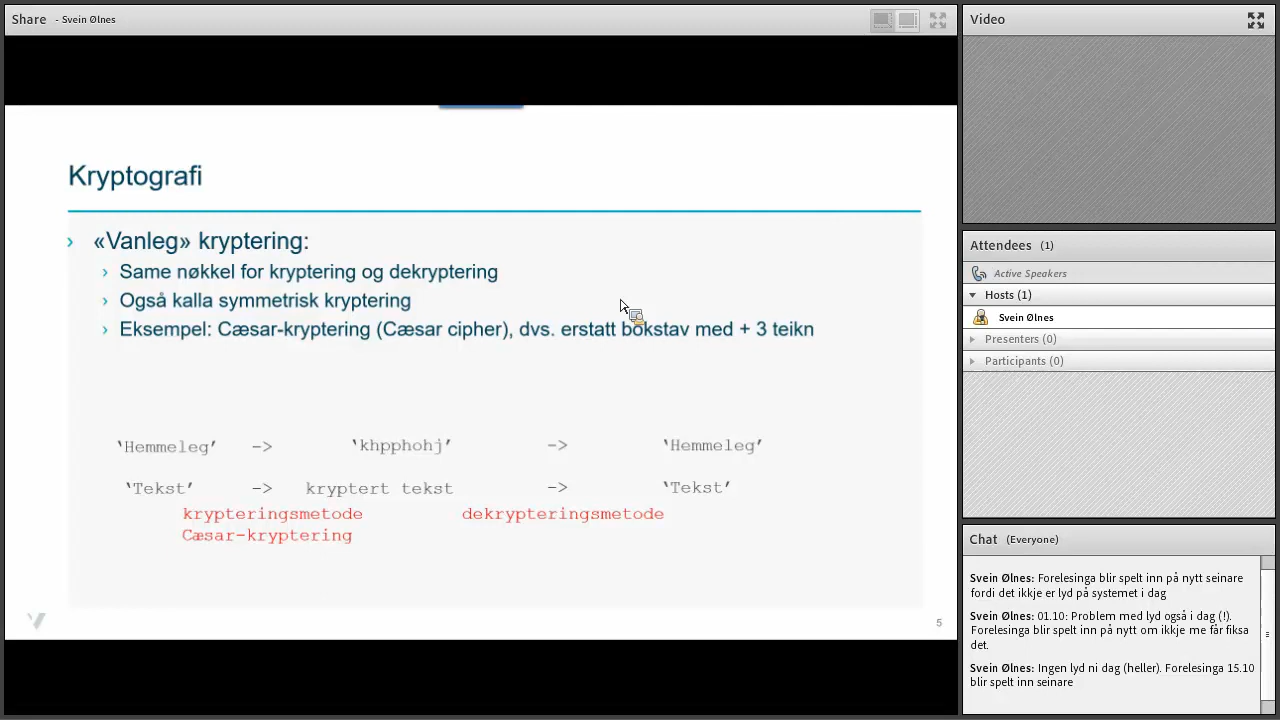 Share - Svein Ølnes
Kryptografi
› «Vanleg» kryptering:
› Same nøkkel for kryptering og dekryptering
› Også kalla symmetrisk kryptering
› Eksempel: Cæsar-kryptering (Cæsar cipher), dvs. erstatt bokstav med + 3 teikn
‘Hemmeleg’ -> ‘khpphohj’ -> ‘Hemmeleg’
‘Tekst’ -> kryptert tekst -> ‘Tekst’
krypteringsmetode dekrypteringsmetode
Cæsar-kryptering
5
Video
Attendees (1)
Active Speakers
Hosts (1)
Svein Ølnes
Presenters (0)
Participants (0)
Chat (Everyone)
Svein Ølnes: Forelesinga blir spelt inn på nytt seinare
fordi det ikkje er lyd på systemet i dag
Svein Ølnes: 01.10: Problem med lyd også i dag (!).
Forelesinga blir spelt inn på nytt om ikkje me får fiksa
det.
Svein Ølnes: Ingen lyd ni dag (heller). Forelesinga 15.10
blir spelt inn seinare